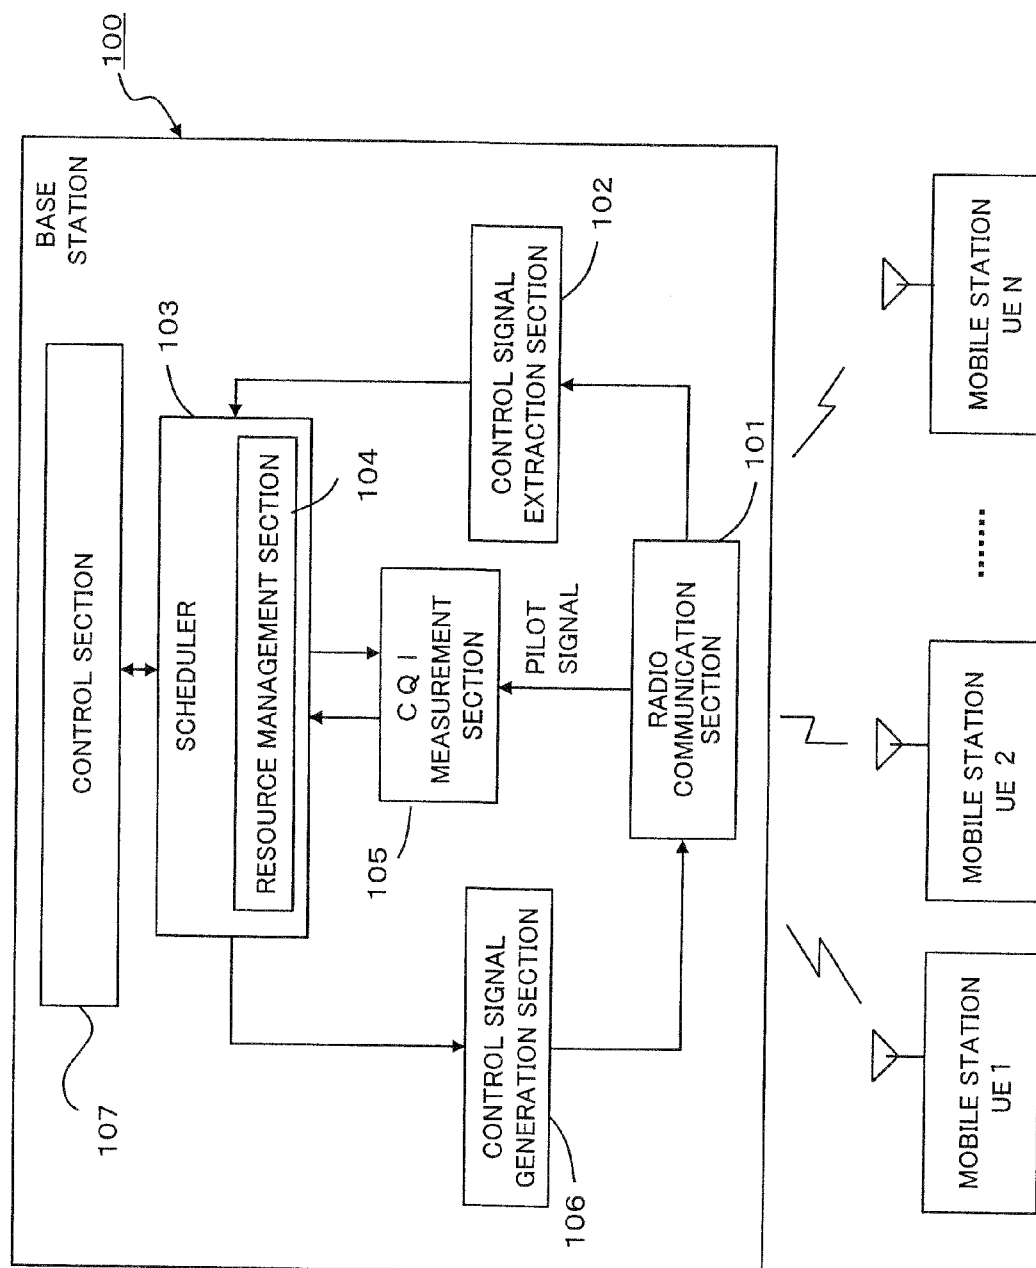 100
BASE
STATION
CONTROL SECTION
107
103
SCHEDULER
RESOURCE MANAGEMENT SECTION
104
102
CONTROL SIGNAL
EXTRACTION SECTION
CQI
MEASUREMENT
SECTION
105
PILOT
SIGNAL
CONTROL SIGNAL
GENERATION SECTION
106
RADIO
COMMUNICATION
SECTION
101
MOBILE STATION
UE 1
MOBILE STATION
UE 2
.......
MOBILE STATION
UE N